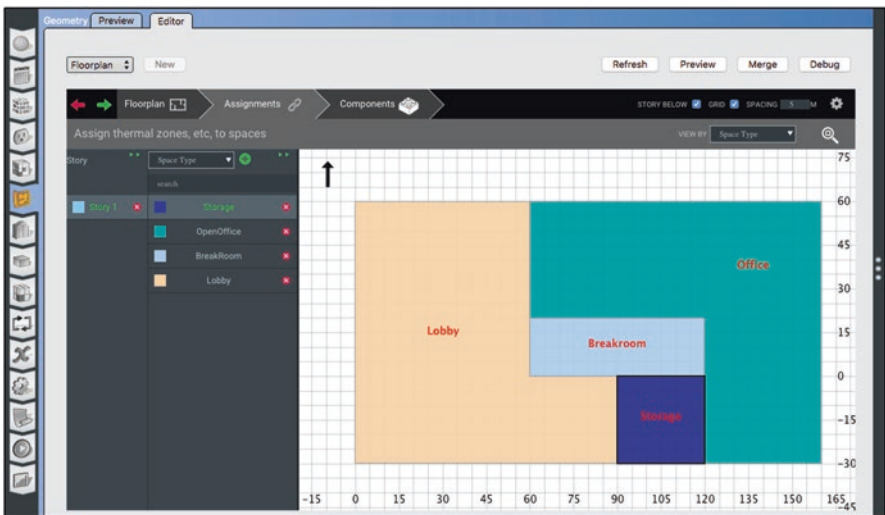 Geometry Preview Editor
Floorplan New Refresh Preview Merge Debug
Floorplan Assignments Components STORY BELOW GRID SPACING 5 M
Assign thermal zones, etc, to spaces VIEW BY Space Type
Story Space Type
search
Story 1 Storage
OpenOffice
BreakRoom
Lobby
Office
Lobby
Breakroom
Storage
75
60
45
30
15
0
-15
-30
-45
-15 0 15 30 45 60 75 90 105 120 135 150 165